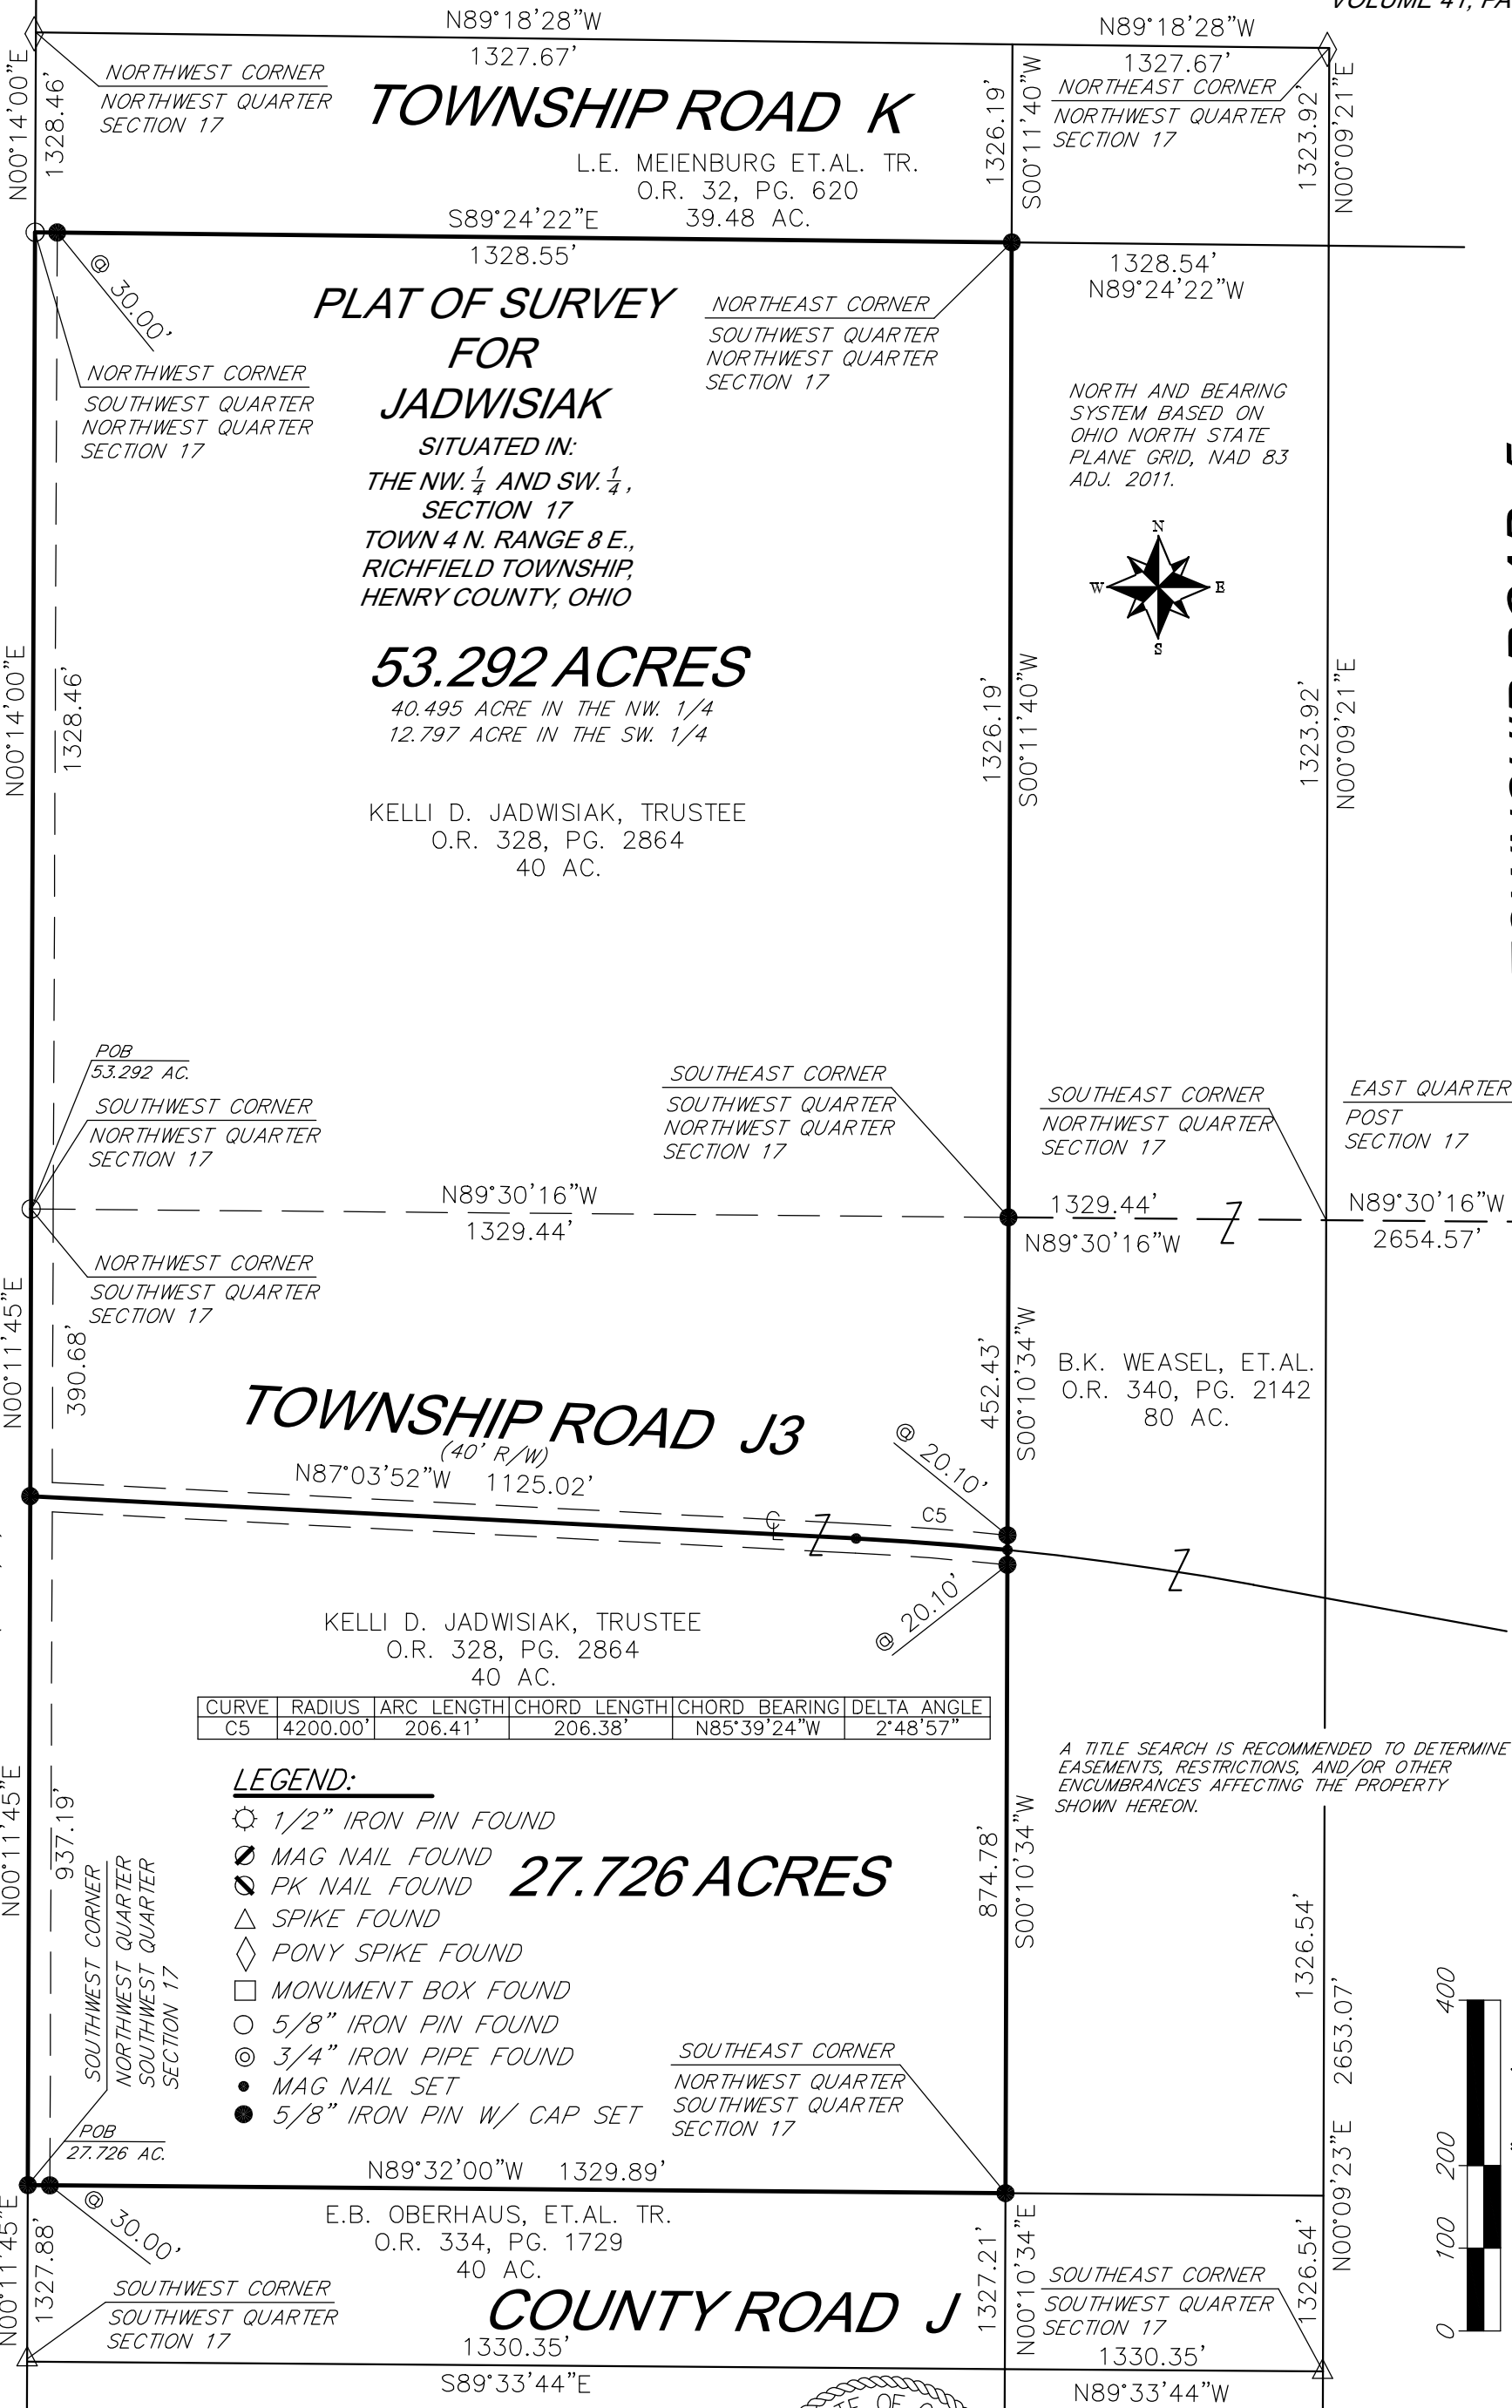 VOLUME 41, PA
N89°18'28"W
1327.67'
N89°18'28"W
1327.67'
N00°14'00"E
1328.46'
NORTHWEST CORNER
NORTHWEST QUARTER
SECTION 17
TOWNSHIP ROAD K
L.E. MEIENBURG ET.AL. TR.
O.R. 32, PG. 620
39.48 AC.
1326.19'
S00°11'40"W
NORTHEAST CORNER
NORTHWEST QUARTER
SECTION 17
1323.92'
N00°09'21"E
S89°24'22"E
1328.55'
1328.54'
N89°24'22"W
@ 30.00'
PLAT OF SURVEY
FOR
JADWISIAK
SITUATED IN:
THE NW. 1/4 AND SW. 1/4,
SECTION 17
TOWN 4 N. RANGE 8 E.,
RICHFIELD TOWNSHIP,
HENRY COUNTY, OHIO
NORTHEAST CORNER
SOUTHWEST QUARTER
NORTHWEST QUARTER
SECTION 17
NORTHWEST CORNER
SOUTHWEST QUARTER
NORTHWEST QUARTER
SECTION 17
NORTH AND BEARING
SYSTEM BASED ON
OHIO NORTH STATE
PLANE GRID, NAD 83
ADJ. 2011.
N
W E
S
53.292 ACRES
40.495 ACRE IN THE NW. 1/4
12.797 ACRE IN THE SW. 1/4
N00°14'00"E
1328.46'
1326.19'
S00°11'40"W
1323.92'
N00°09'21"E
KELLI D. JADWISIAK, TRUSTEE
O.R. 328, PG. 2864
40 AC.
POB
53.292 AC.
SOUTHWEST CORNER
NORTHWEST QUARTER
SECTION 17
SOUTHEAST CORNER
SOUTHWEST QUARTER
NORTHWEST QUARTER
SECTION 17
SOUTHEAST CORNER
NORTHWEST QUARTER
SECTION 17
EAST QUARTER
POST
SECTION 17
N89°30'16"W
1329.44'
1329.44'
N89°30'16"W
N89°30'16"W
2654.57'
NORTHWEST CORNER
SOUTHWEST QUARTER
SECTION 17
N00°11'45"E
390.68'
452.43'
S00°10'34"W
B.K. WEASEL, ET.AL.
O.R. 340, PG. 2142
80 AC.
TOWNSHIP ROAD J3
(40' R/W)
N87°03'52"W 1125.02'
@ 20.10'
C5
@ 20.10'
KELLI D. JADWISIAK, TRUSTEE
O.R. 328, PG. 2864
40 AC.
CURVE RADIUS ARC LENGTH CHORD LENGTH CHORD BEARING DELTA ANGLE
C5 4200.00' 206.41' 206.38' N85°39'24"W 2°48'57"
A TITLE SEARCH IS RECOMMENDED TO DETERMINE
EASEMENTS, RESTRICTIONS, AND/OR OTHER
ENCUMBRANCES AFFECTING THE PROPERTY
SHOWN HEREON.
LEGEND:
1/2" IRON PIN FOUND
MAG NAIL FOUND
PK NAIL FOUND
SPIKE FOUND
PONY SPIKE FOUND
MONUMENT BOX FOUND
5/8" IRON PIN FOUND
3/4" IRON PIPE FOUND
MAG NAIL SET
5/8" IRON PIN W/ CAP SET
27.726 ACRES
N00°11'45"E
937.19'
SOUTHWEST CORNER
NORTHWEST QUARTER
SOUTHWEST QUARTER
SECTION 17
874.78'
S00°10'34"W
1326.54'
2653.07'
N00°09'23"E
400
200
100
0
SOUTHEAST CORNER
NORTHWEST QUARTER
SOUTHWEST QUARTER
SECTION 17
POB
27.726 AC.
N89°32'00"W 1329.89'
@ 30.00'
E.B. OBERHAUS, ET.AL. TR.
O.R. 334, PG. 1729
40 AC.
N00°11'45"E
1327.88'
1327.21'
N00°10'34"E
1326.54'
SOUTHWEST CORNER
SOUTHWEST QUARTER
SECTION 17
COUNTY ROAD J
SOUTHEAST CORNER
SOUTHWEST QUARTER
SECTION 17
1330.35'
S89°33'44"E
1330.35'
N89°33'44"W